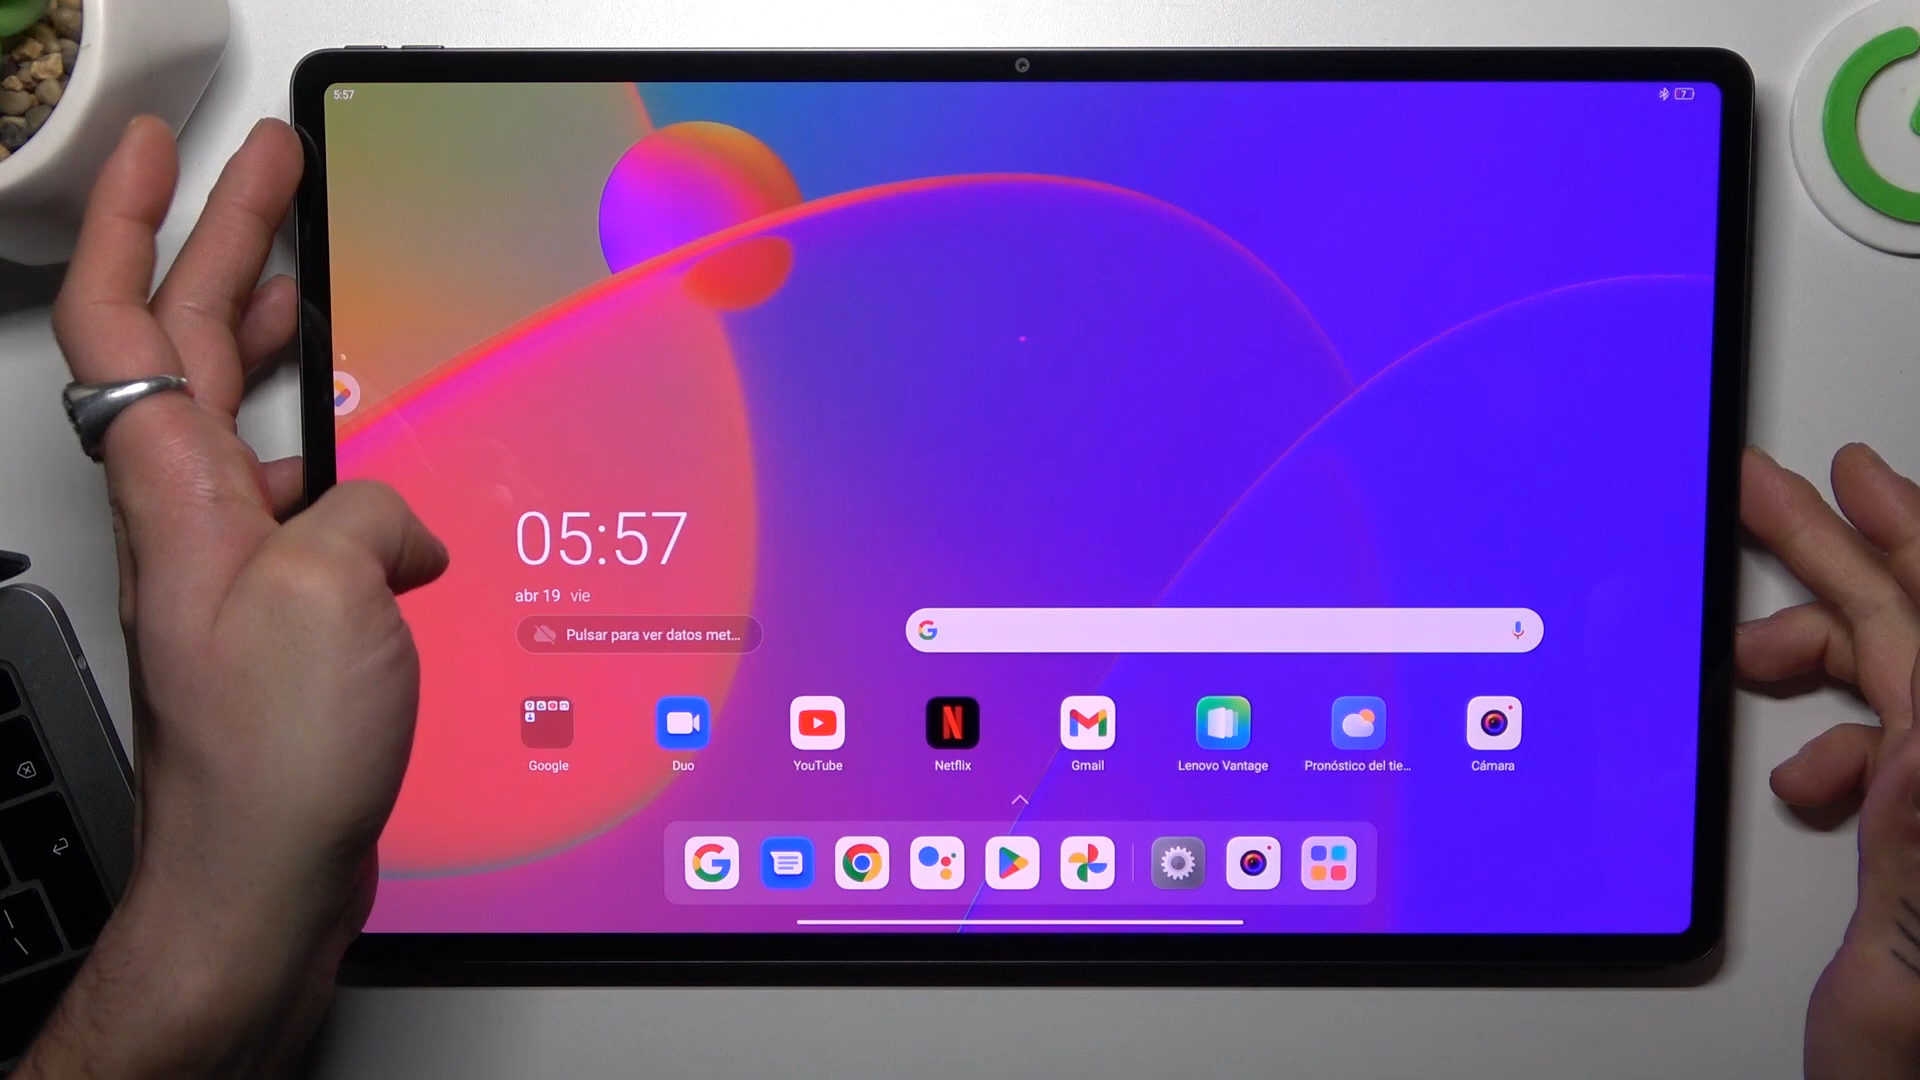 5:57
7
05:57
abr 19 vie
Pulsar para ver datos met...
Google
Duo
YouTube
Netflix
Gmail
Lenovo Vantage
Pronóstico del tie...
Cámara